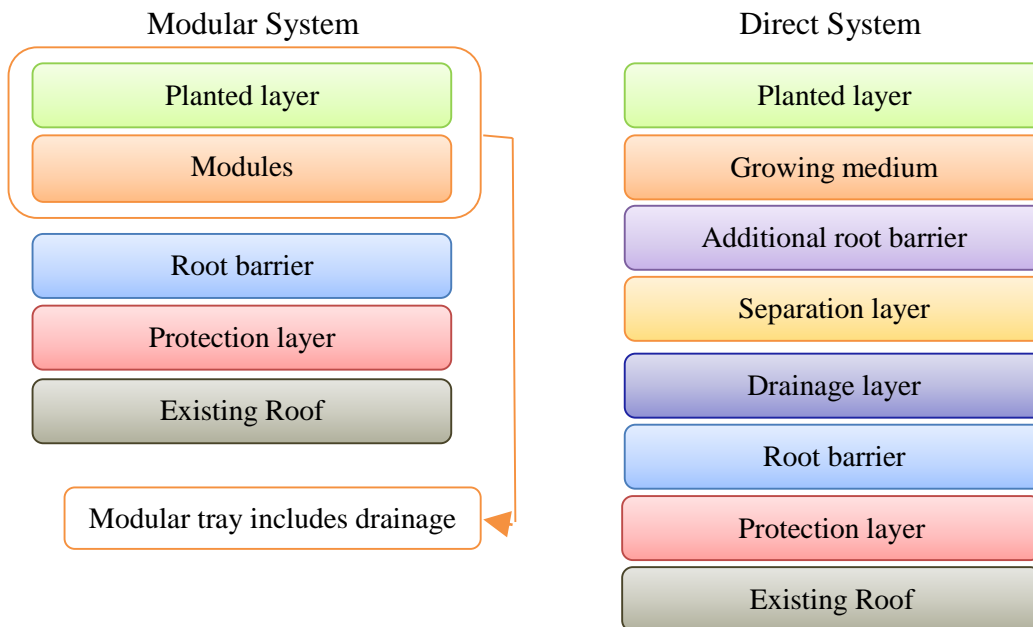 Modular System
Planted layer
Modules
Root barrier
Protection layer
Existing Roof
Modular tray includes drainage
Direct System
Planted layer
Growing medium
Additional root barrier
Separation layer
Drainage layer
Root barrier
Protection layer
Existing Roof